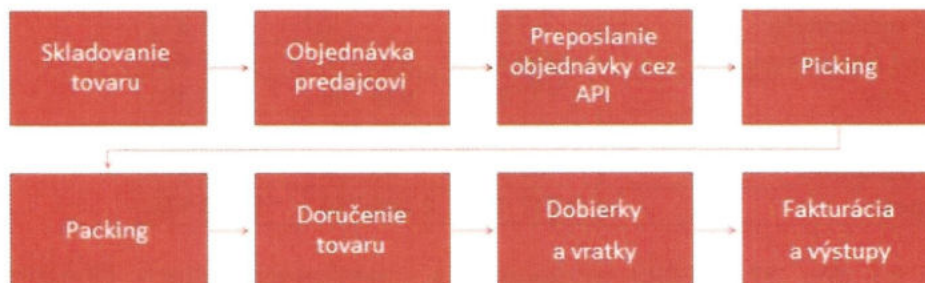 Skladovanie
tovaru
Objednávka
predajcovi
Preposlanie
objednávky cez
API
Picking
Packing
Doručenie
tovaru
Dobierky
a vratky
Fakturácia
a výstupy